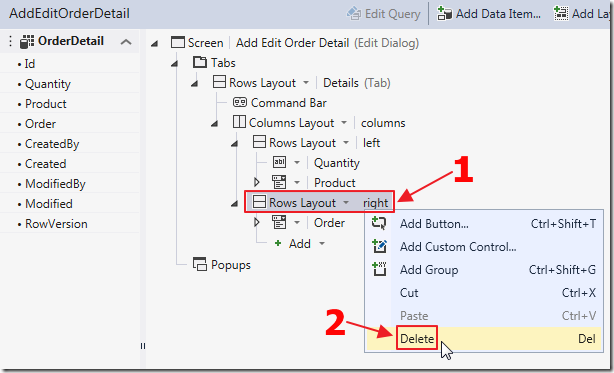 AddEditOrderDetail
Edit Query
Add Data Item...
Add Lay
OrderDetail
Id
Quantity
Product
Order
CreatedBy
Created
ModifiedBy
Modified
RowVersion
Screen | Add Edit Order Detail (Edit Dialog)
Tabs
Rows Layout | Details (Tab)
Command Bar
Columns Layout | columns
Rows Layout | left
abl | Quantity
Product
Rows Layout | right
Order
+ Add
Popups
1
Add Button... Ctrl+Shift+T
Add Custom Control...
Add Group Ctrl+Shift+G
Cut Ctrl+X
Paste Ctrl+V
2
Delete Del